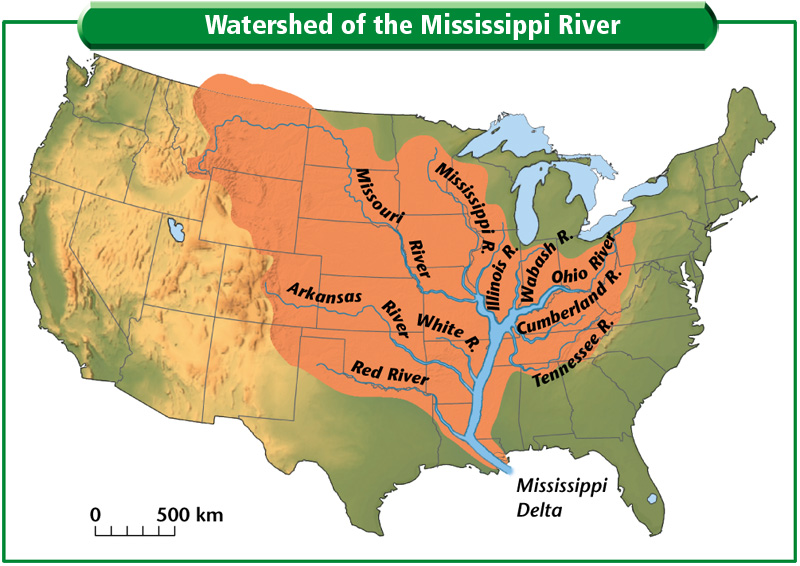 Watershed of the Mississippi River
Missouri
River
Mississippi R.
Illinois R.
Wabash R.
Ohio River
Cumberland R.
Tennessee R.
Arkansas
River
White R.
Red River
Mississippi
Delta
0 500 km